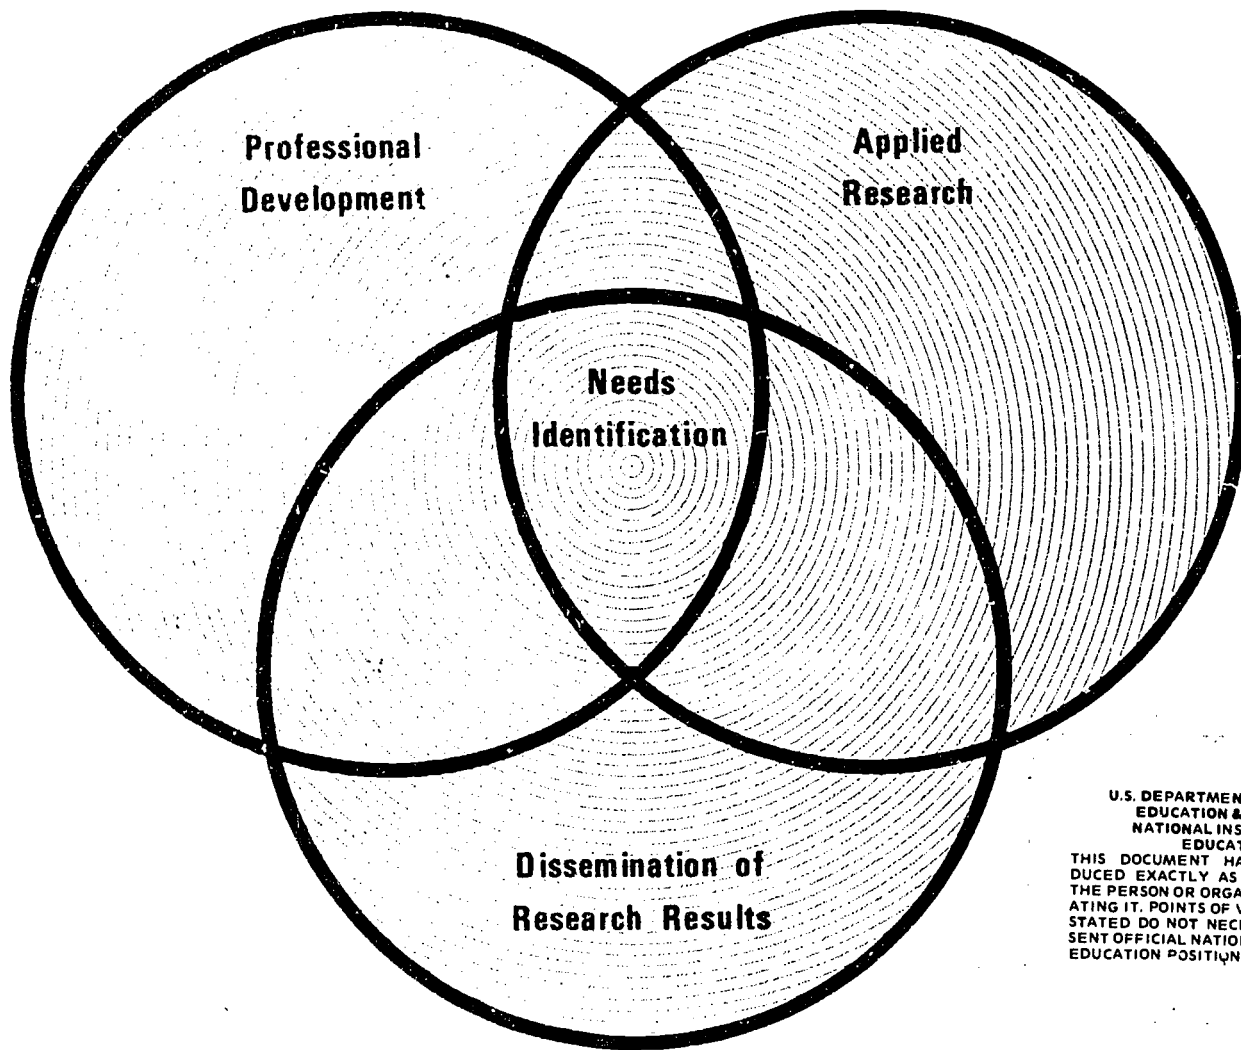 Professional
Development
Applied
Research
Needs
Identification
Dissemination of
Research Results
U.S. DEPARTMEN
EDUCATION &
NATIONAL INS
EDUCAT
THIS DOCUMENT HA
DUCED EXACTLY AS
THE PERSON OR ORGA
ATING IT. POINTS OF V
STATED DO NOT NEC
SENT OFFICIAL NATIO
EDUCATION POSITION